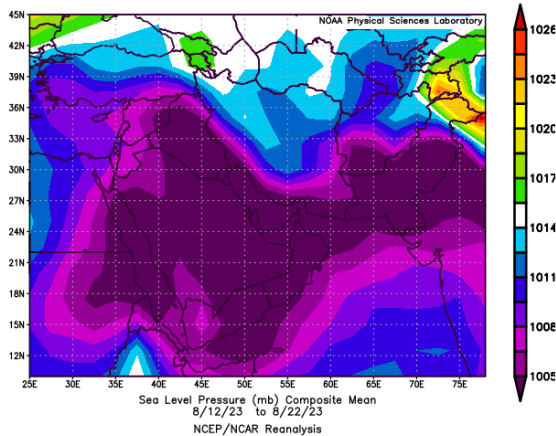 NOAA Physical Sciences Laboratory
45N
42N
39N
36N
33N
30N
27N
24N
21N
18N
15N
12N
25E 30E 35E 40E 45E 50E 55E 60E 65E 70E 75E
1026
1023
1020
1017
1014
1011
1008
1005
Sea Level Pressure (mb) Composite Mean
8/12/23 to 8/22/23
NCEP/NCAR Reanalysis